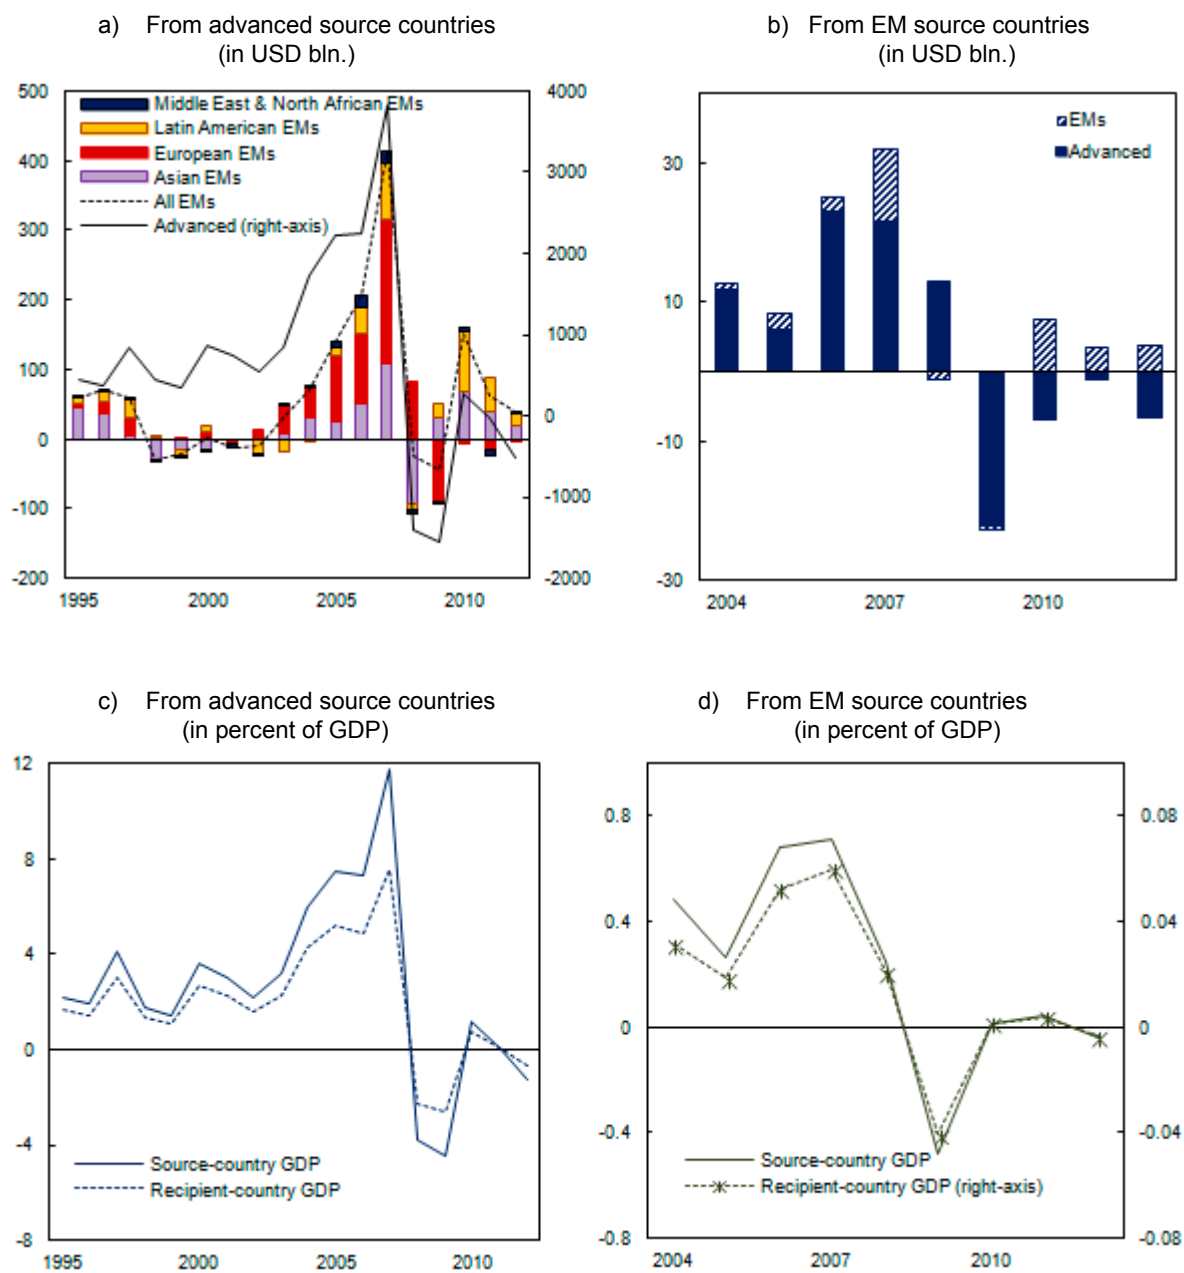 a) From advanced source countries
(in USD bln.)
b) From EM source countries
(in USD bln.)
500
400
300
200
100
0
-100
-200
4000
3000
2000
1000
0
-1000
-2000
Middle East & North African EMs
Latin American EMs
European EMs
Asian EMs
All EMs
Advanced (right-axis)
1995 2000 2005 2010
30
10
-10
-30
EMs
Advanced
2004 2007 2010
c) From advanced source countries
(in percent of GDP)
d) From EM source countries
(in percent of GDP)
12
8
4
0
-4
-8
Source-country GDP
Recipient-country GDP
1995 2000 2005 2010
0.8
0.4
0
-0.4
-0.8
0.08
0.04
0
-0.04
-0.08
Source-country GDP
Recipient-country GDP (right-axis)
2004 2007 2010